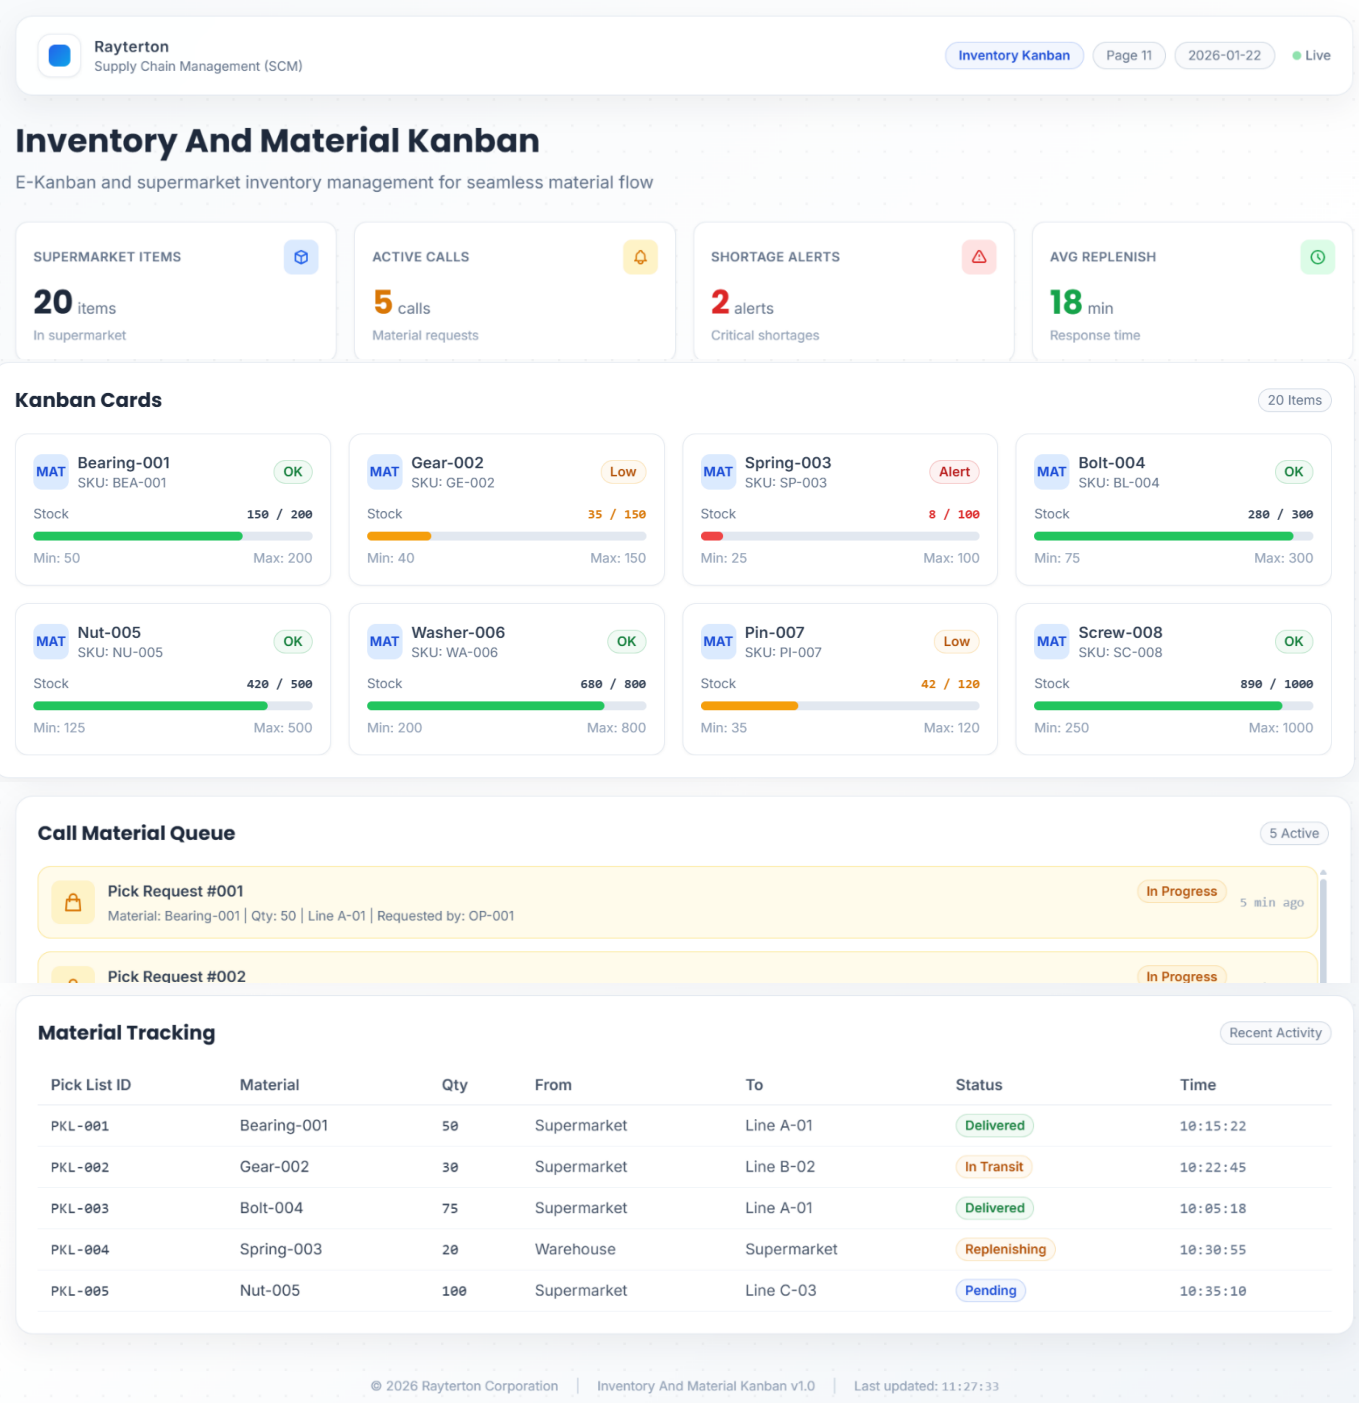 Rayterton
Supply Chain Management (SCM)
Inventory Kanban
Page 11
2026-01-22
Live
Inventory And Material Kanban
E-Kanban and supermarket inventory management for seamless material flow
SUPERMARKET ITEMS
20 items
In supermarket
ACTIVE CALLS
5 calls
Material requests
SHORTAGE ALERTS
2 alerts
Critical shortages
AVG REPLENISH
18 min
Response time
Kanban Cards
20 Items
MAT
Bearing-001
SKU: BEA-001
OK
Stock
150 / 200
Min: 50
Max: 200
MAT
Gear-002
SKU: GE-002
Low
Stock
35 / 150
Min: 40
Max: 150
MAT
Spring-003
SKU: SP-003
Alert
Stock
8 / 100
Min: 25
Max: 100
MAT
Bolt-004
SKU: BL-004
OK
Stock
280 / 300
Min: 75
Max: 300
MAT
Nut-005
SKU: NU-005
OK
Stock
420 / 500
Min: 125
Max: 500
MAT
Washer-006
SKU: WA-006
OK
Stock
680 / 800
Min: 200
Max: 800
MAT
Pin-007
SKU: PI-007
Low
Stock
42 / 120
Min: 35
Max: 120
MAT
Screw-008
SKU: SC-008
OK
Stock
890 / 1000
Min: 250
Max: 1000
Call Material Queue
5 Active
Pick Request #001
Material: Bearing-001 | Qty: 50 | Line A-01 | Requested by: OP-001
In Progress
5 min ago
Pick Request #002
In Progress
Material Tracking
Recent Activity
Pick List ID Material Qty From To Status Time
PKL-001 Bearing-001 50 Supermarket Line A-01 Delivered 10:15:22
PKL-002 Gear-002 30 Supermarket Line B-02 In Transit 10:22:45
PKL-003 Bolt-004 75 Supermarket Line A-01 Delivered 10:05:18
PKL-004 Spring-003 20 Warehouse Supermarket Replenishing 10:30:55
PKL-005 Nut-005 100 Supermarket Line C-03 Pending 10:35:10
© 2026 Rayterton Corporation | Inventory And Material Kanban v1.0 | Last updated: 11:27:33